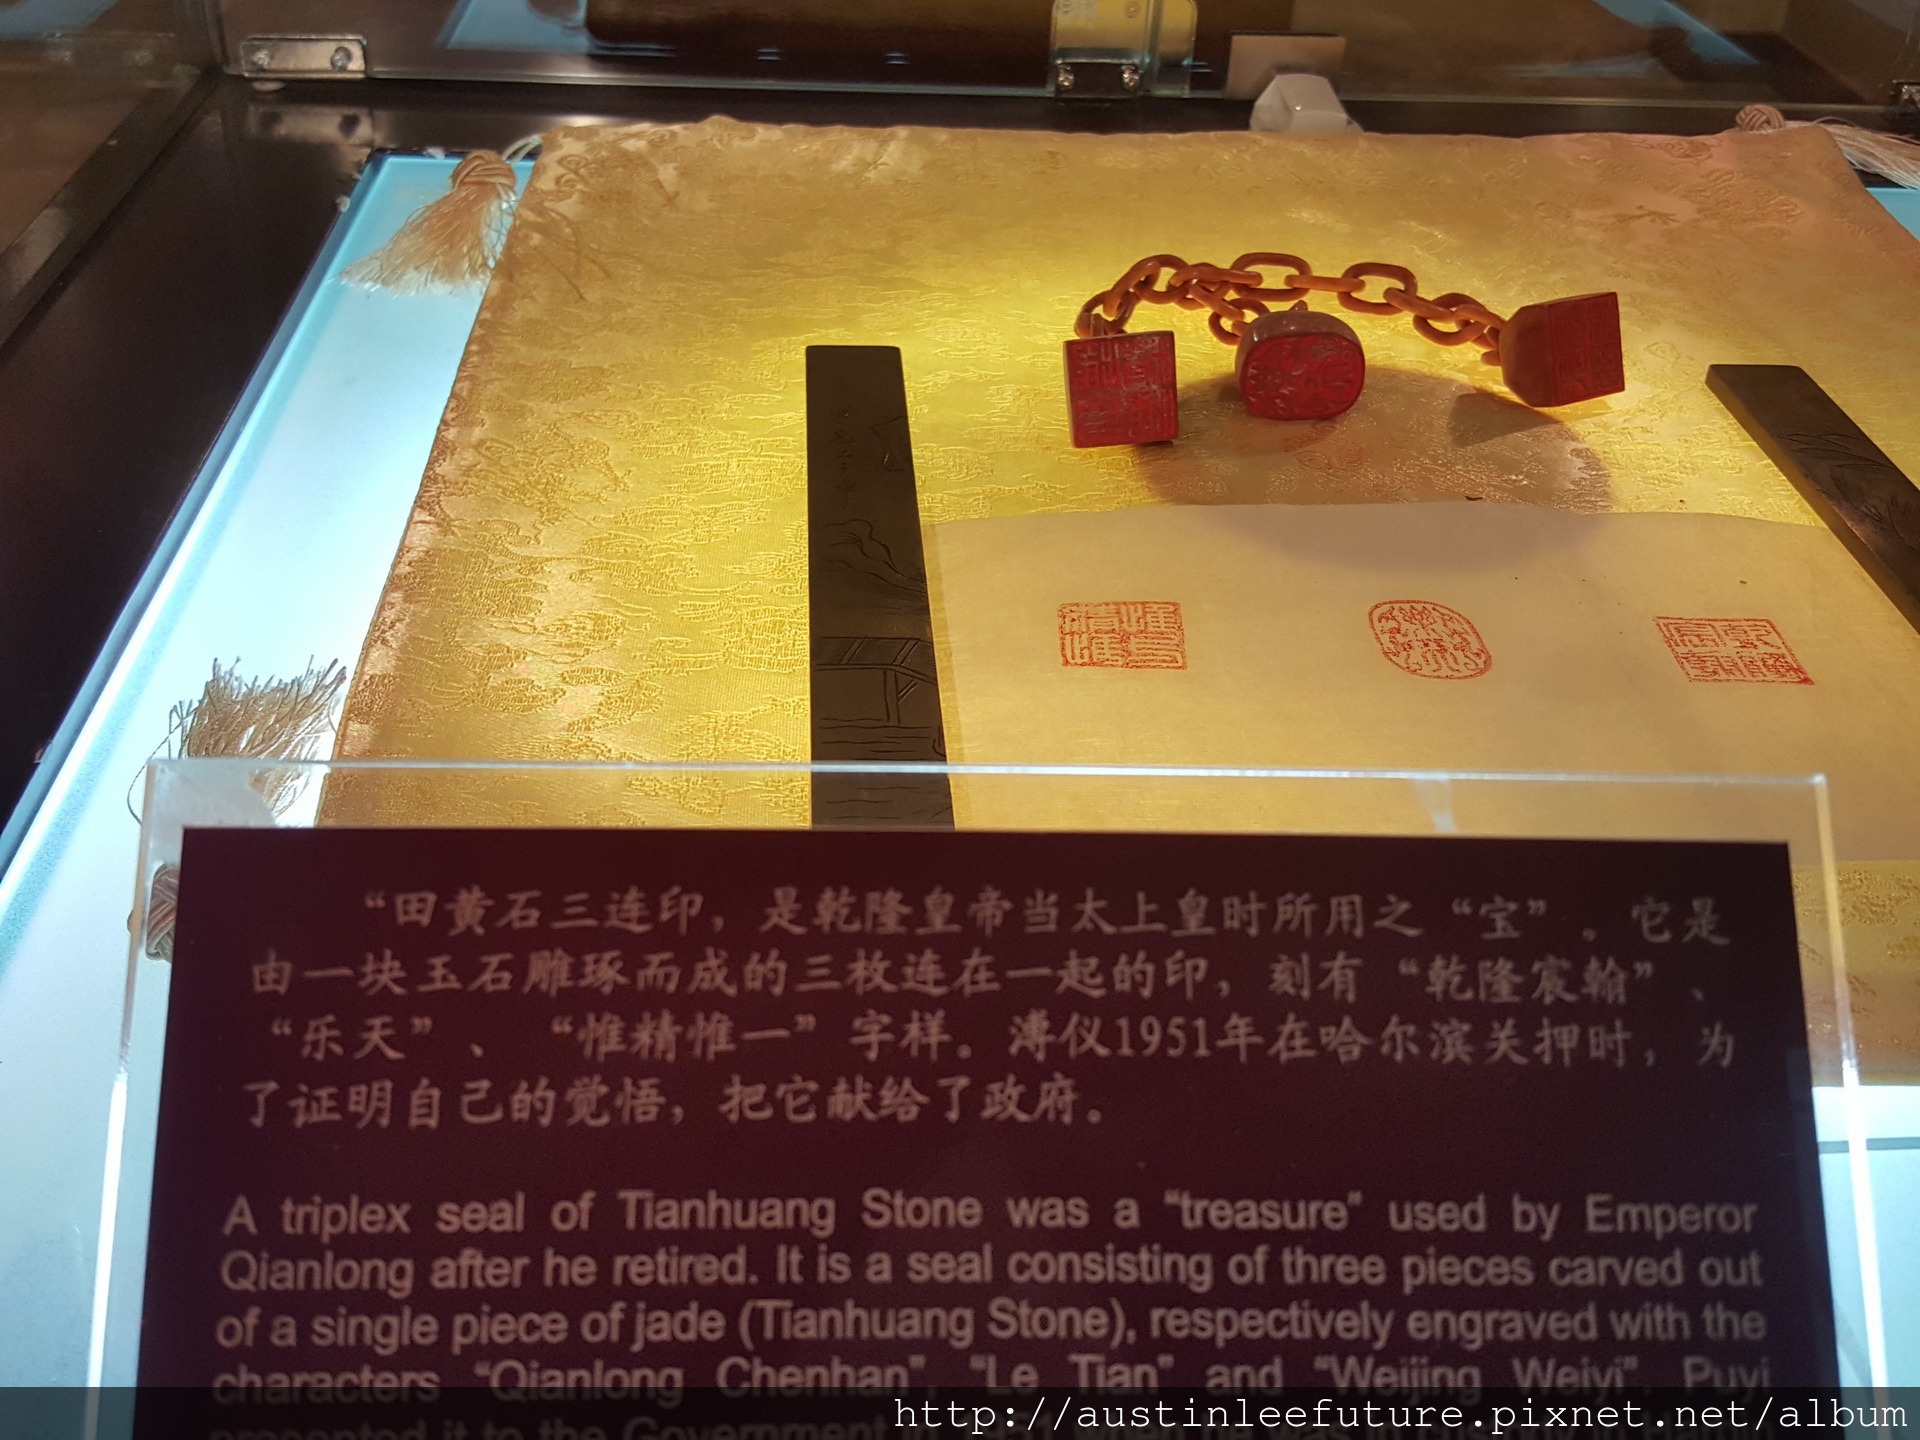 “田黄石三连印，是乾隆皇帝当太上皇时所用之“宝”。它是
由一块玉石雕琢而成的三枚连在一起的印，刻有“乾隆宸翰”、
“乐天”、“惟精惟一”字样。溥仪1951年在哈尔滨关押时，为
了证明自己的觉悟，把它献给了政府。
A triplex seal of Tianhuang Stone was a “treasure” used by Emperor
Qianlong after he retired. It is a seal consisting of three pieces carved out
of a single piece of jade (Tianhuang Stone), respectively engraved with the
characters “Qianlong Chenhan”, “Le Tian” and “Weijing Weiyi”. Puyi
presented it to the Government
http://austinleefuture.pixnet.net/album